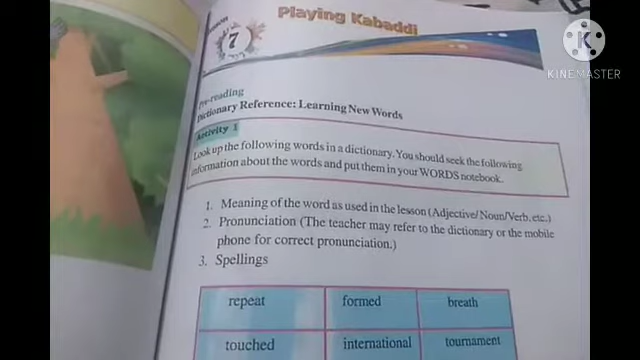 Lesson
7
Playing Kabaddi
K
KINEMASTER
Pre-reading
Dictionary Reference: Learning New Words
Activity 1
Look up the following words in a dictionary. You should seek the following
information about the words and put them in your WORDS notebook.
1. Meaning of the word as used in the lesson (Adjective/Noun/Verb, etc.)
2. Pronunciation (The teacher may refer to the dictionary or the mobile
phone for correct pronunciation.)
3. Spellings
repeat formed breath
touched international tournament